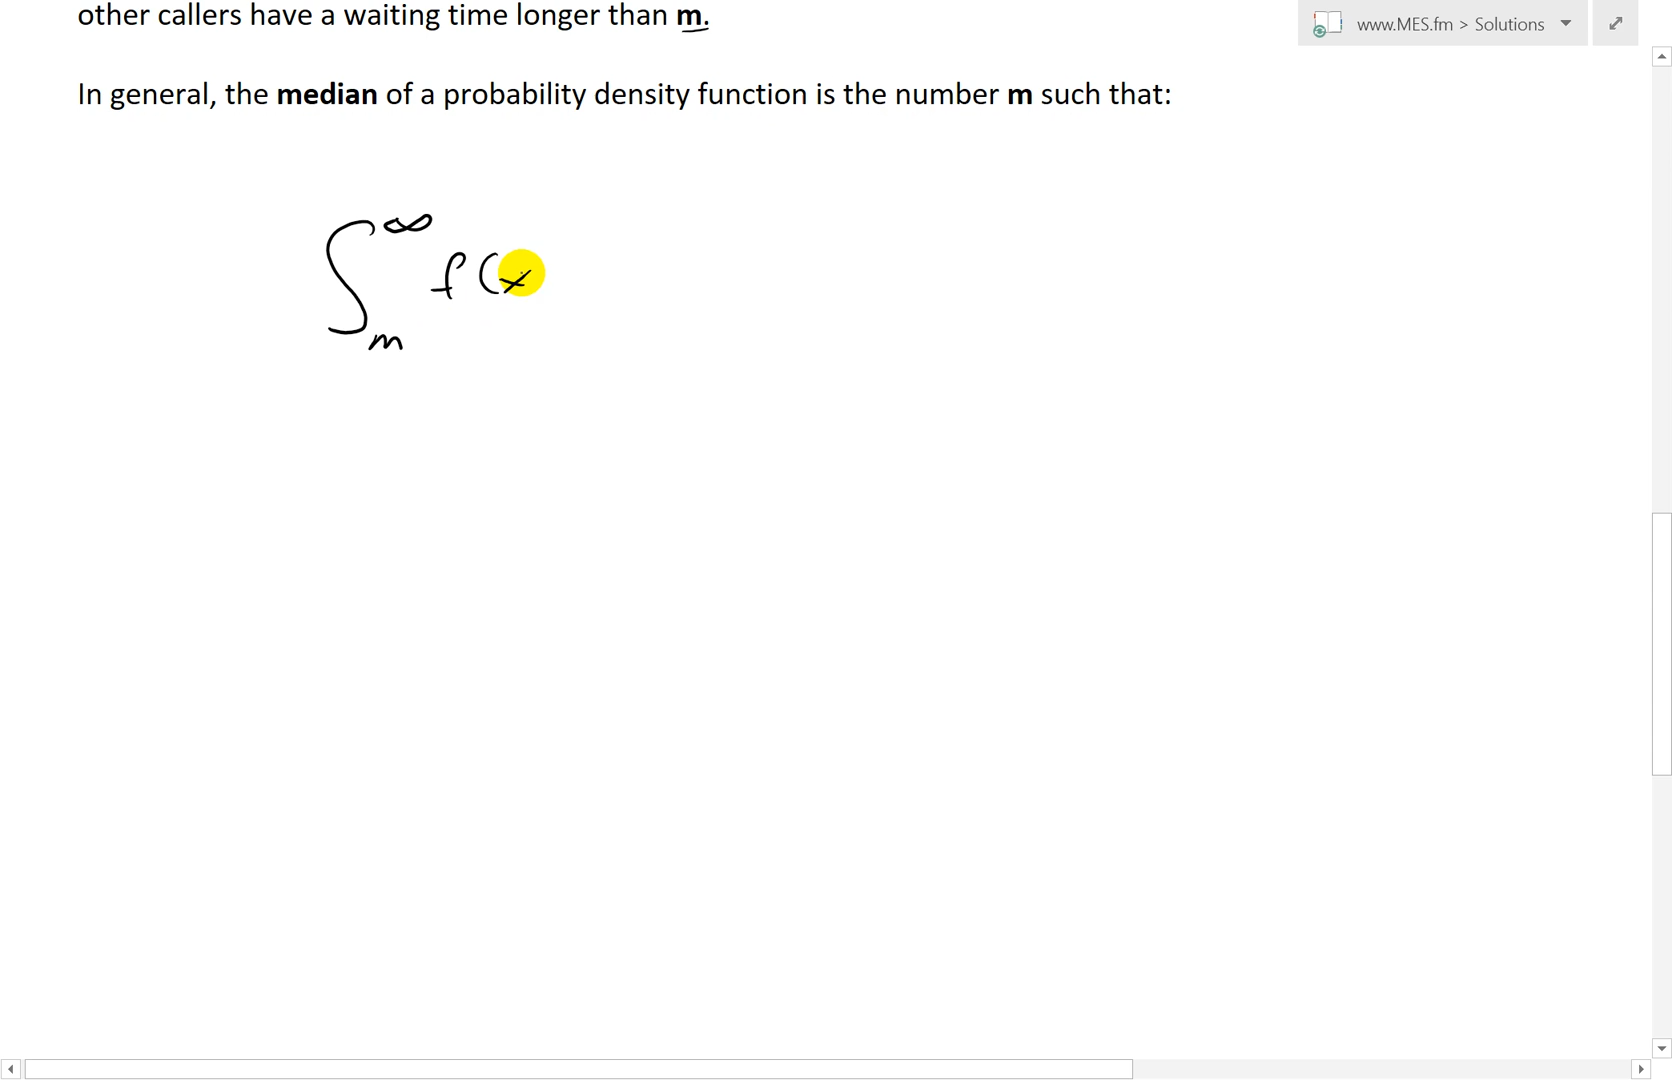 other callers have a waiting time longer than m.
www.MES.fm > Solutions
In general, the median of a probability density function is the number m such that:
∫_m^∞ f(x